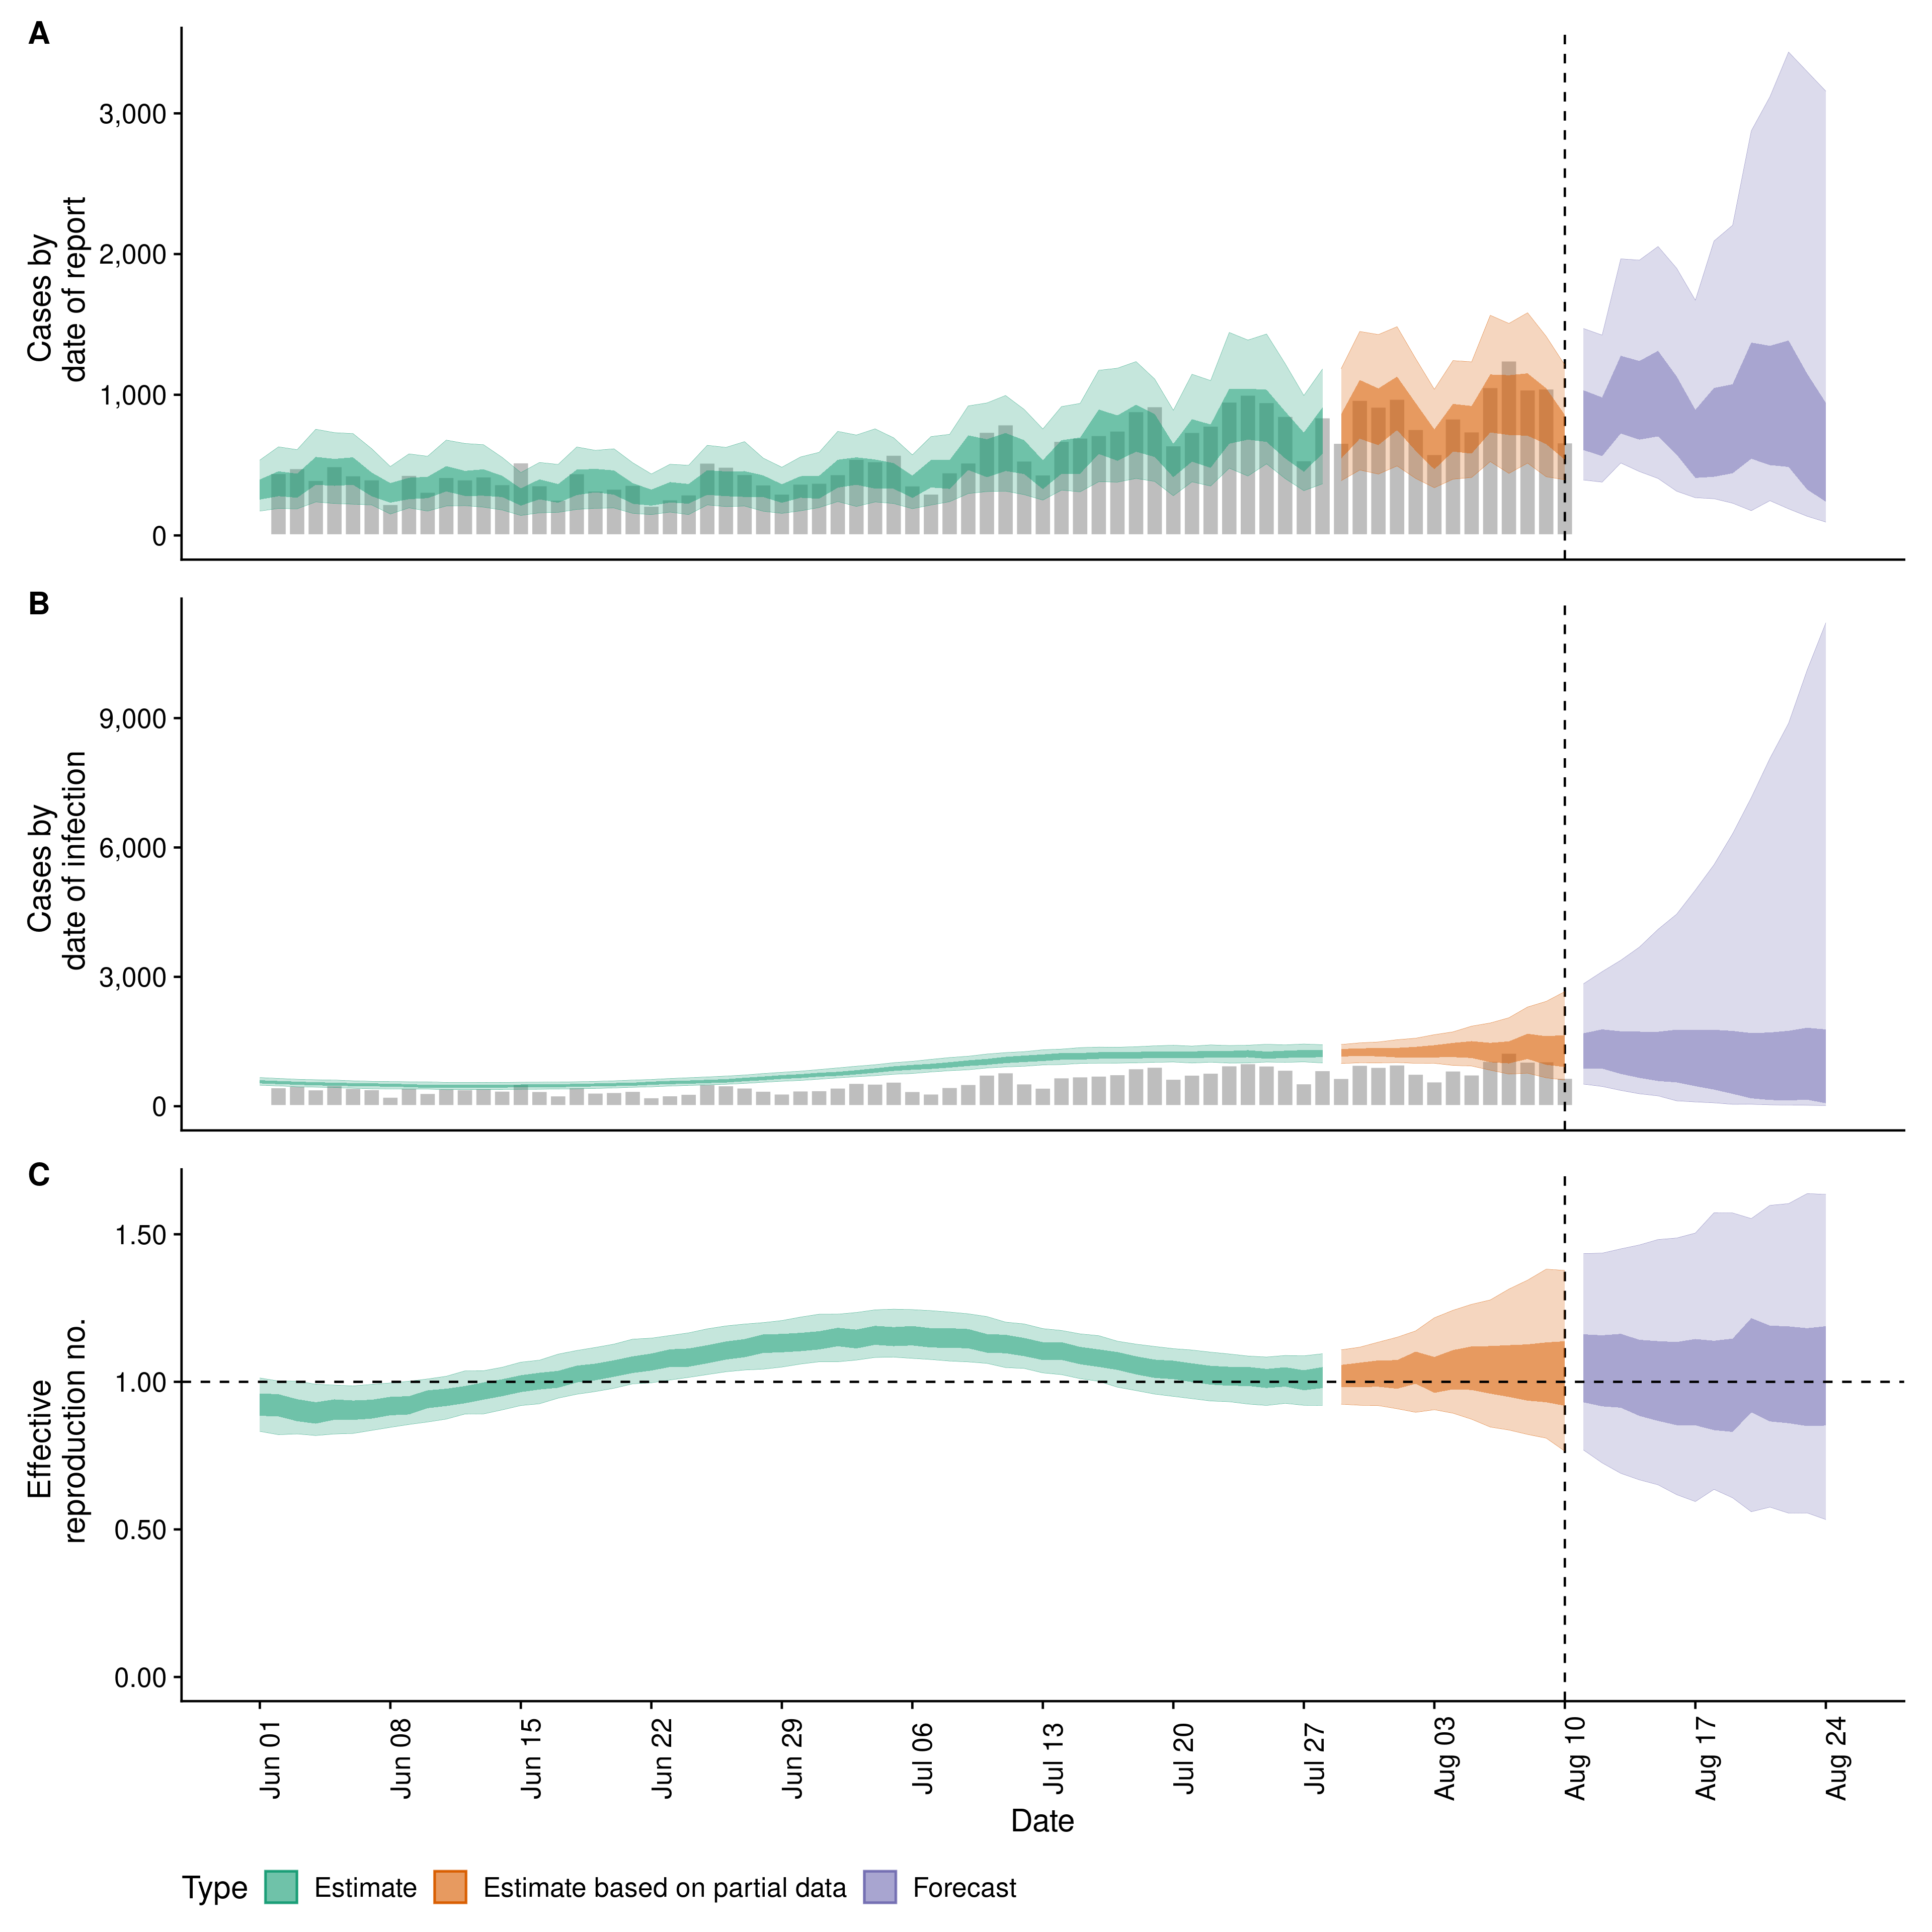 A
Cases by
date of report
3,000
2,000
1,000
0
B
Cases by
date of infection
9,000
6,000
3,000
0
C
Effective
reproduction no.
1.50
1.00
0.50
0.00
Jun 01
Jun 08
Jun 15
Jun 22
Jun 29
Jul 06
Jul 13
Jul 20
Jul 27
Aug 03
Aug 10
Aug 17
Aug 24
Date
Type Estimate Estimate based on partial data Forecast